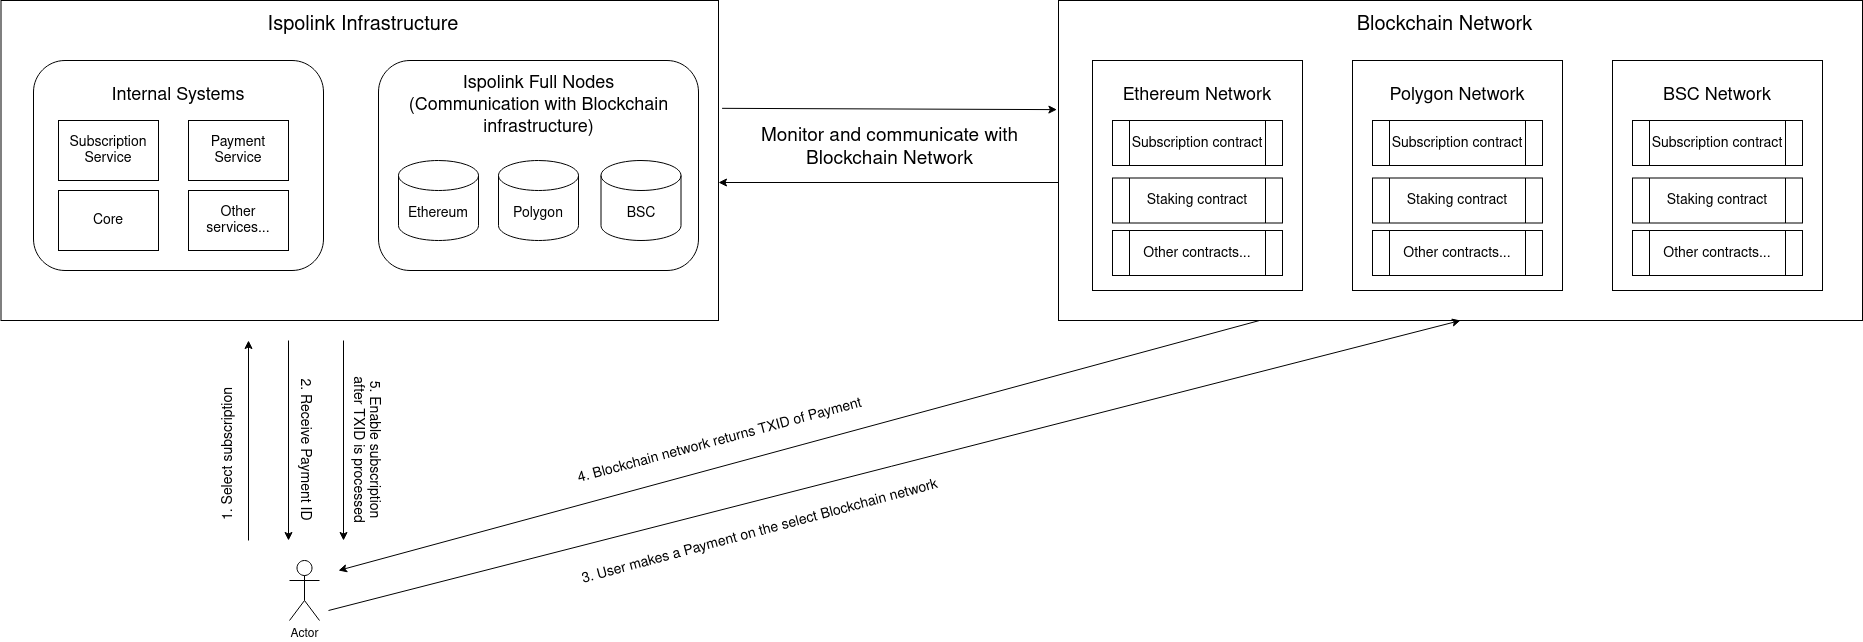 Ispolink Infrastructure
Internal Systems
Subscription
Service
Payment
Service
Core
Other
services...
Ispolink Full Nodes
(Communication with Blockchain
infrastructure)
Ethereum
Polygon
BSC
Monitor and communicate with
Blockchain Network
Blockchain Network
Ethereum Network
Subscription contract
Staking contract
Other contracts...
Polygon Network
Subscription contract
Staking contract
Other contracts...
BSC Network
Subscription contract
Staking contract
Other contracts...
1. Select subscription
2. Receive Payment ID
5. Enable subscription
after TXID is processed
4. Blockchain network returns TXID of Payment
3. User makes a Payment on the select Blockchain network
Actor